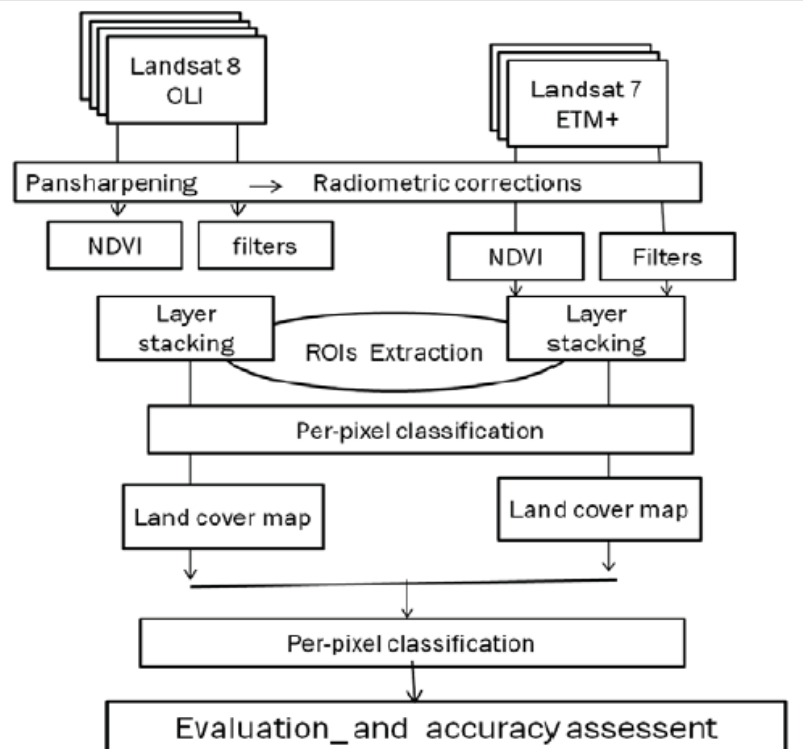 Landsat 8
OLI
Landsat 7
ETM+
Pansharpening → Radiometric corrections
NDVI
filters
NDVI
Filters
Layer
stacking
ROIs Extraction
Layer
stacking
Per-pixel classification
Land cover map
Land cover map
Per-pixel classification
Evaluation_and accuracy assessent